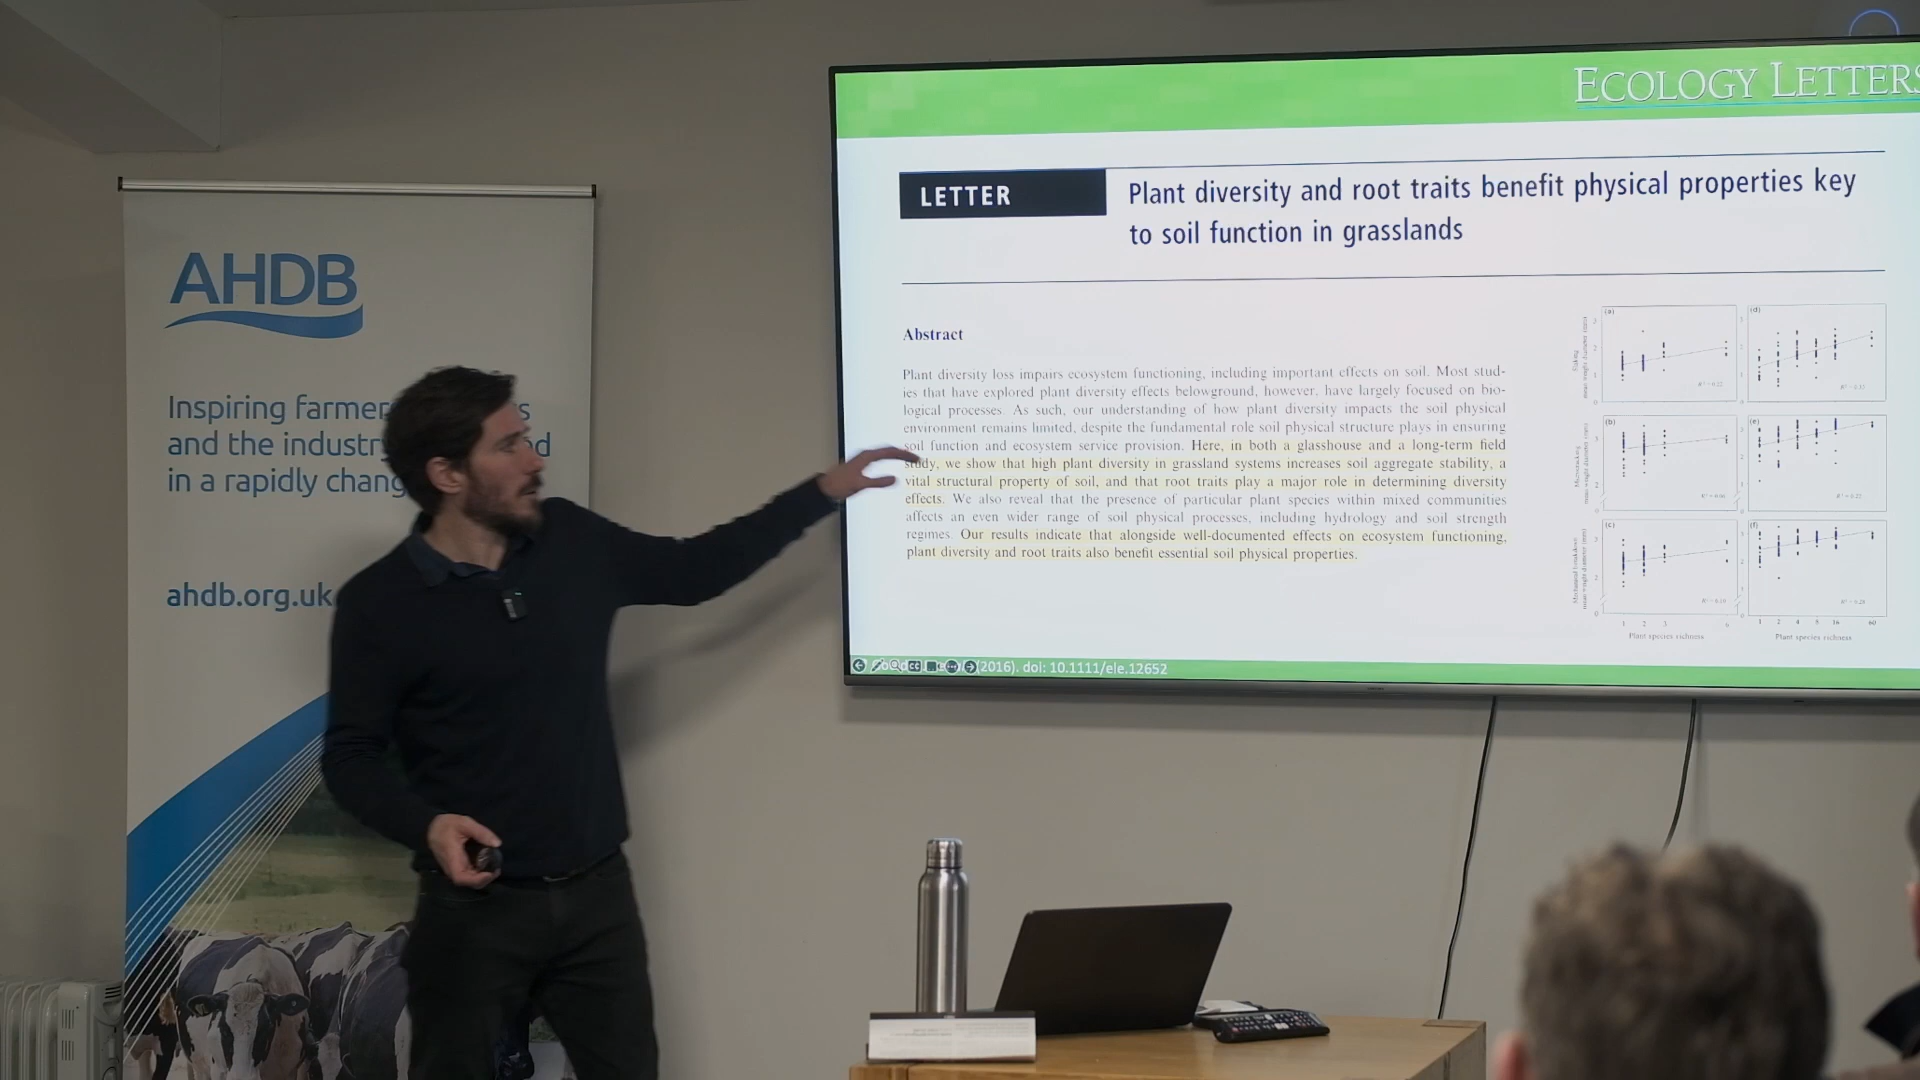 AHDB
Inspiring farmer s
and the industr d
in a rapidly chang
ahdb.org.uk
ECOLOGY LETTERS
LETTER
Plant diversity and root traits benefit physical properties key
to soil function in grasslands
Abstract
Plant diversity loss impairs ecosystem functioning, including important effects on soil. Most stud-
ies that have explored plant diversity effects belowground, however, have largely focused on bio-
logical processes. As such, our understanding of how plant diversity impacts the soil physical
environment remains limited, despite the fundamental role soil physical structure plays in ensuring
soil function and ecosystem service provision. Here, in both a glasshouse and a long-term field
study, we show that high plant diversity in grassland systems increases soil aggregate stability, a
vital structural property of soil, and that root traits play a major role in determining diversity
effects. We also reveal that the presence of particular plant species within mixed communities
affects an even wider range of soil physical processes, including hydrology and soil strength
regimes. Our results indicate that alongside well-documented effects on ecosystem functioning,
plant diversity and root traits also benefit essential soil physical properties.
(a)
(d)
(b)
(e)
(c)
(f)
Plant species richness
Plant species richness
(2016). doi: 10.1111/ele.12652